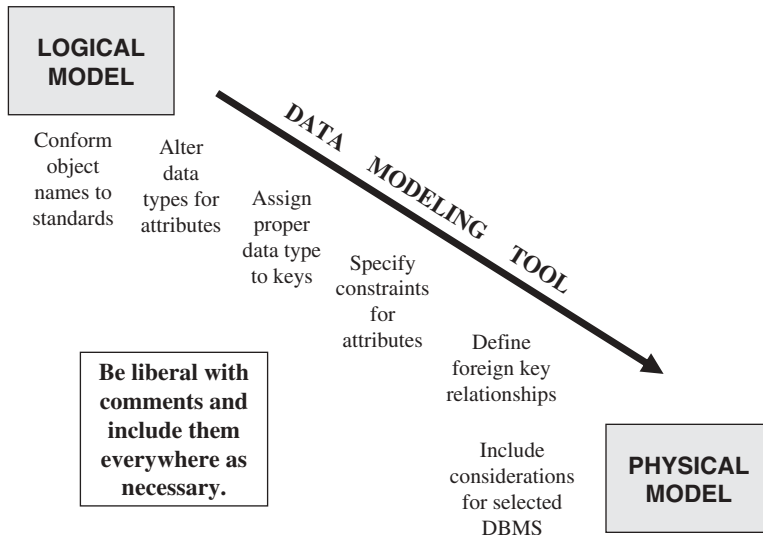 LOGICAL
MODEL
DATA MODELING TOOL
Conform
object
names to
standards
Alter
data
types for
attributes
Assign
proper
data type
to keys
Specify
constraints
for
attributes
Define
foreign key
relationships
Include
considerations
for selected
DBMS
Be liberal with
comments and
include them
everywhere as
necessary.
PHYSICAL
MODEL